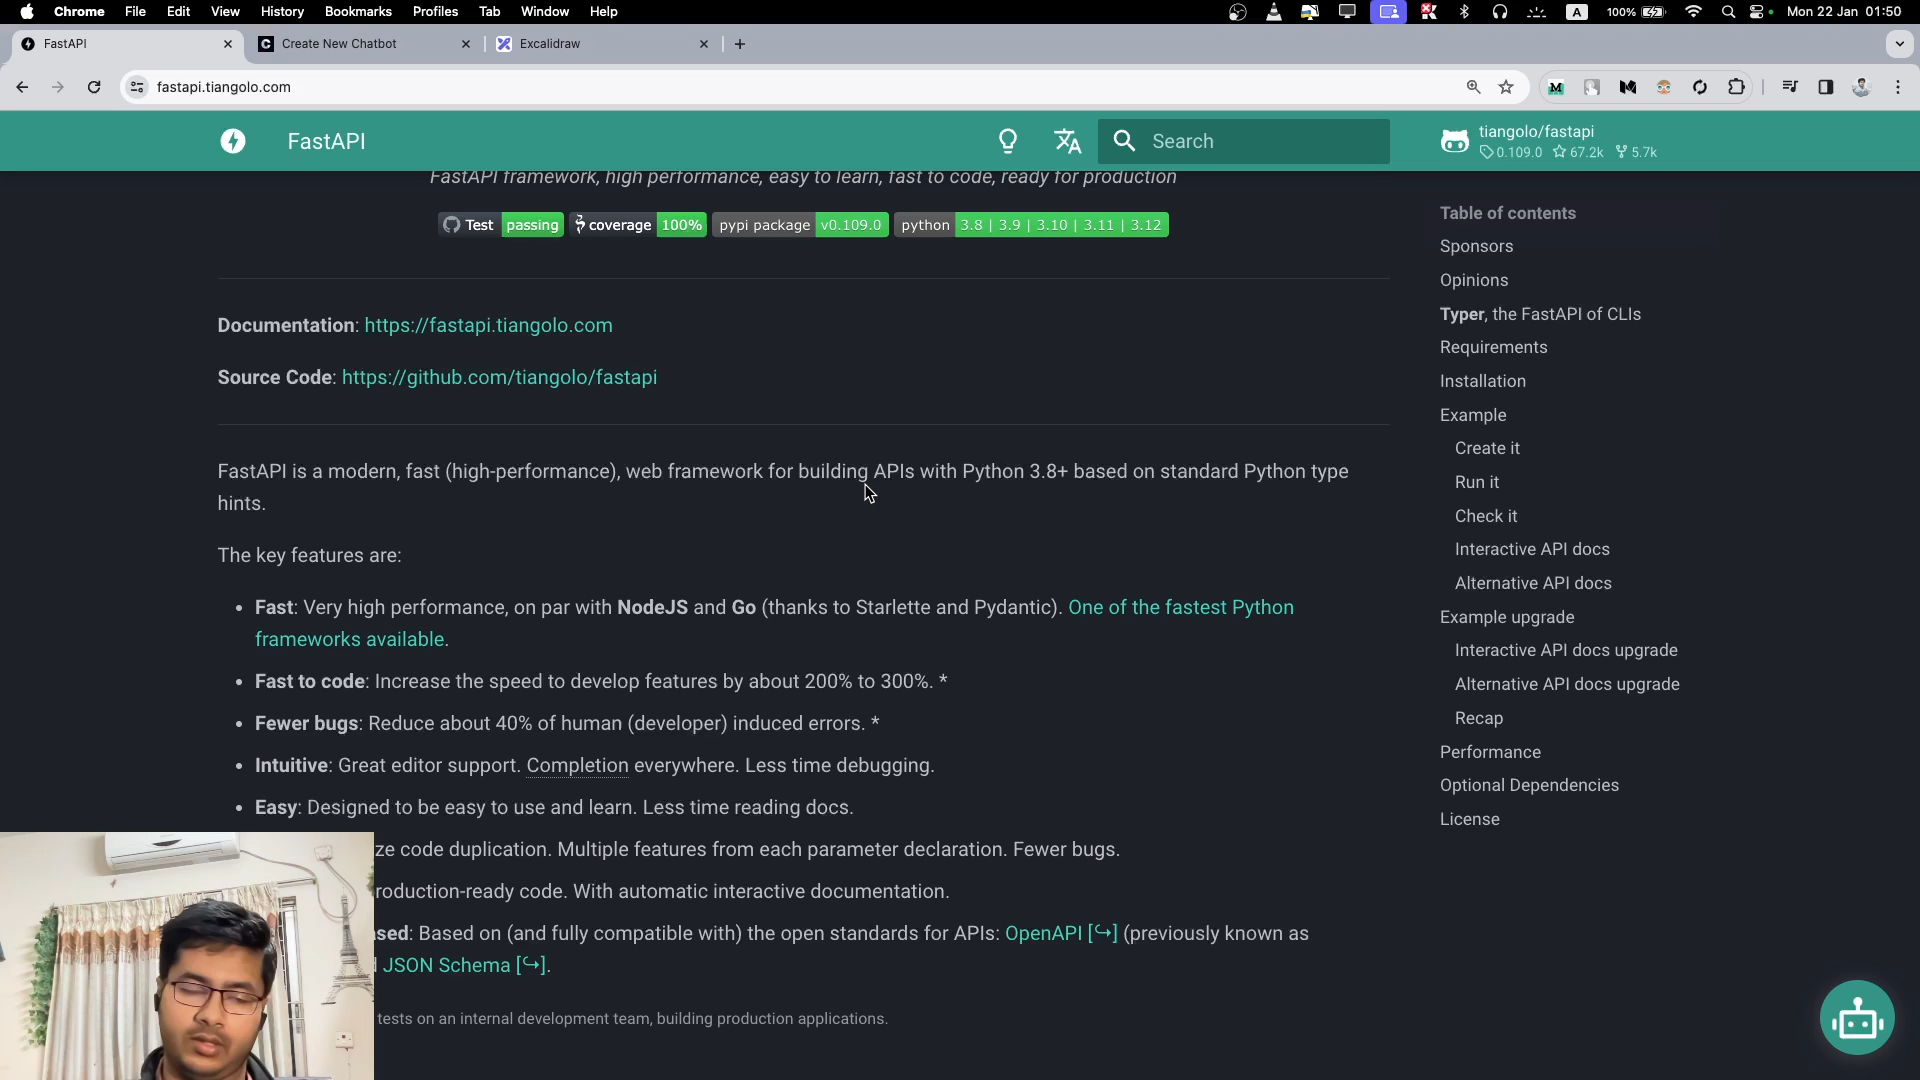 Chrome File Edit View History Bookmarks Profiles Tab Window Help A 100% Mon 22 Jan 01:50
FastAPI Create New Chatbot Excalidraw
fastapi.tiangolo.com
FastAPI Search tiangolo/fastapi
0.109.0 67.2k 5.7k
FastAPI framework, high performance, easy to learn, fast to code, ready for production
Test passing coverage 100% pypi package v0.109.0 python 3.8 | 3.9 | 3.10 | 3.11 | 3.12
Documentation: https://fastapi.tiangolo.com
Source Code: https://github.com/tiangolo/fastapi
FastAPI is a modern, fast (high-performance), web framework for building APIs with Python 3.8+ based on standard Python type
hints.
The key features are:
• Fast: Very high performance, on par with NodeJS and Go (thanks to Starlette and Pydantic). One of the fastest Python
frameworks available.
• Fast to code: Increase the speed to develop features by about 200% to 300%. *
• Fewer bugs: Reduce about 40% of human (developer) induced errors. *
• Intuitive: Great editor support. Completion everywhere. Less time debugging.
• Easy: Designed to be easy to use and learn. Less time reading docs.
ze code duplication. Multiple features from each parameter declaration. Fewer bugs.
roduction-ready code. With automatic interactive documentation.
sed: Based on (and fully compatible with) the open standards for APIs: OpenAPI [↪] (previously known as
JSON Schema [↪].
tests on an internal development team, building production applications.
Table of contents
Sponsors
Opinions
Typer, the FastAPI of CLIs
Requirements
Installation
Example
Create it
Run it
Check it
Interactive API docs
Alternative API docs
Example upgrade
Interactive API docs upgrade
Alternative API docs upgrade
Recap
Performance
Optional Dependencies
License